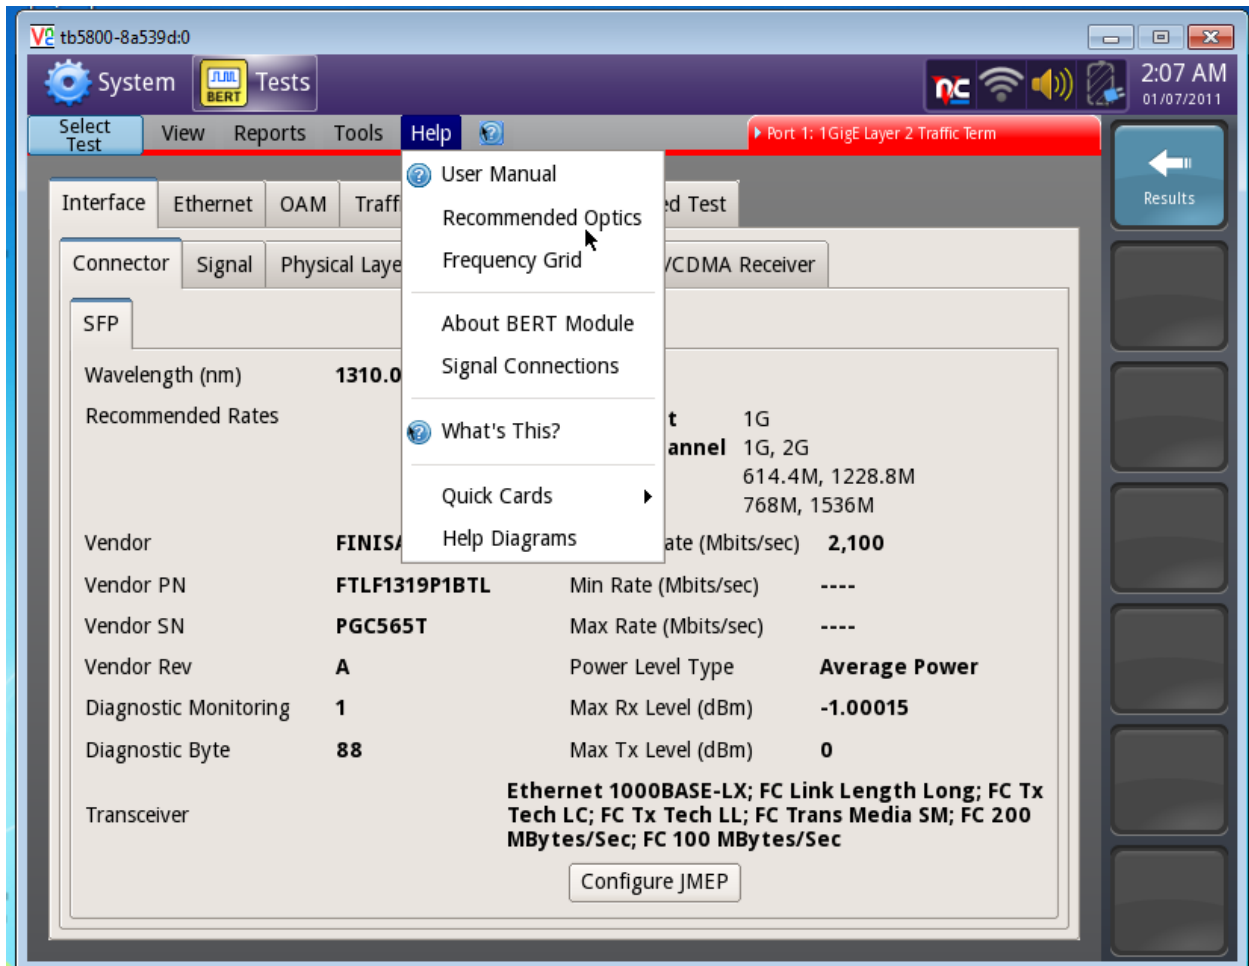 tb5800-8a539d:0
System
BERT
Tests
2:07 AM
01/07/2011
Select
Test
View Reports Tools Help
Port 1: 1GigE Layer 2 Traffic Term
Results
User Manual
Recommended Optics
Frequency Grid
About BERT Module
Signal Connections
What's This?
Quick Cards
Help Diagrams
Interface Ethernet OAM Test
Connector Signal Physical /CDMA Receiver
SFP
Wavelength (nm) 1310.0
Recommended Rates
1G
1G, 2G
614.4M, 1228.8M
768M, 1536M
Vendor (Mbits/sec) 2,100
Vendor PN FTLF1319P1BTL Min Rate (Mbits/sec) ----
Vendor SN PGC565T Max Rate (Mbits/sec) ----
Vendor Rev A Power Level Type Average Power
Diagnostic Monitoring 1 Max Rx Level (dBm) -1.00015
Diagnostic Byte 88 Max Tx Level (dBm) 0
Transceiver
Ethernet 1000BASE-LX; FC Link Length Long; FC Tx
Tech LC; FC Tx Tech LL; FC Trans Media SM; FC 200
MBytes/Sec; FC 100 MBytes/Sec
Configure JMEP